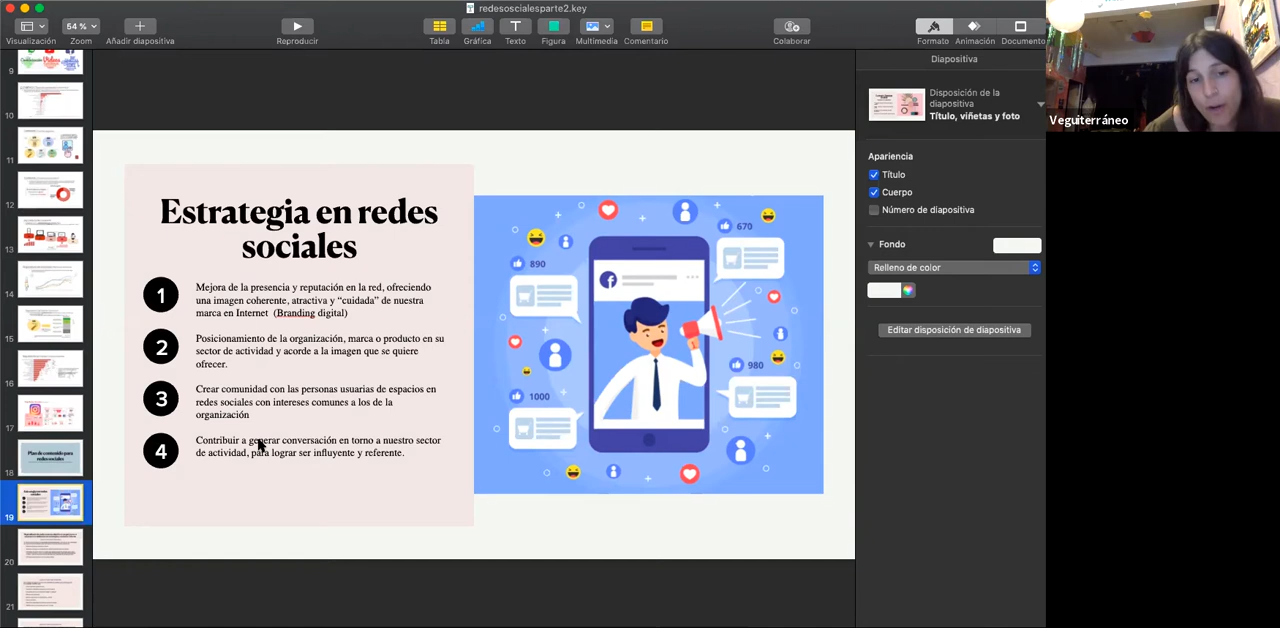 redesoscialesparte2.key
54 %
Visualización
Zoom
Añadir diapositiva
Reproducir
Tabla
Gráfica
Texto
Figura
Multimedia
Comentario
Colaborar
Formato
Animación
Documento
Diapositiva
Disposición de la
diapositiva
Título, viñetas y foto
Apariencia
Título
Cuerpo
Número de diapositiva
Fondo
Relleno de color
Editar disposición de diapositiva
Veguiterráneo
9
10
11
12
13
14
15
16
17
18
19
20
21
Plan de contenido para
redes sociales
Estrategia en redes
sociales
1
Mejora de la presencia y reputación en la red, ofreciendo
una imagen coherente, atractiva y “cuidada” de nuestra
marca en Internet (Branding digital)
2
Posicionamiento de la organización, marca o producto en su
sector de actividad y acorde a la imagen que se quiere
ofrecer.
3
Crear comunidad con las personas usuarias de espacios en
redes sociales con intereses comunes a los de la
organización
4
Contribuir a generar conversación en torno a nuestro sector
de actividad, para lograr ser influyente y referente.
670
890
980
1000